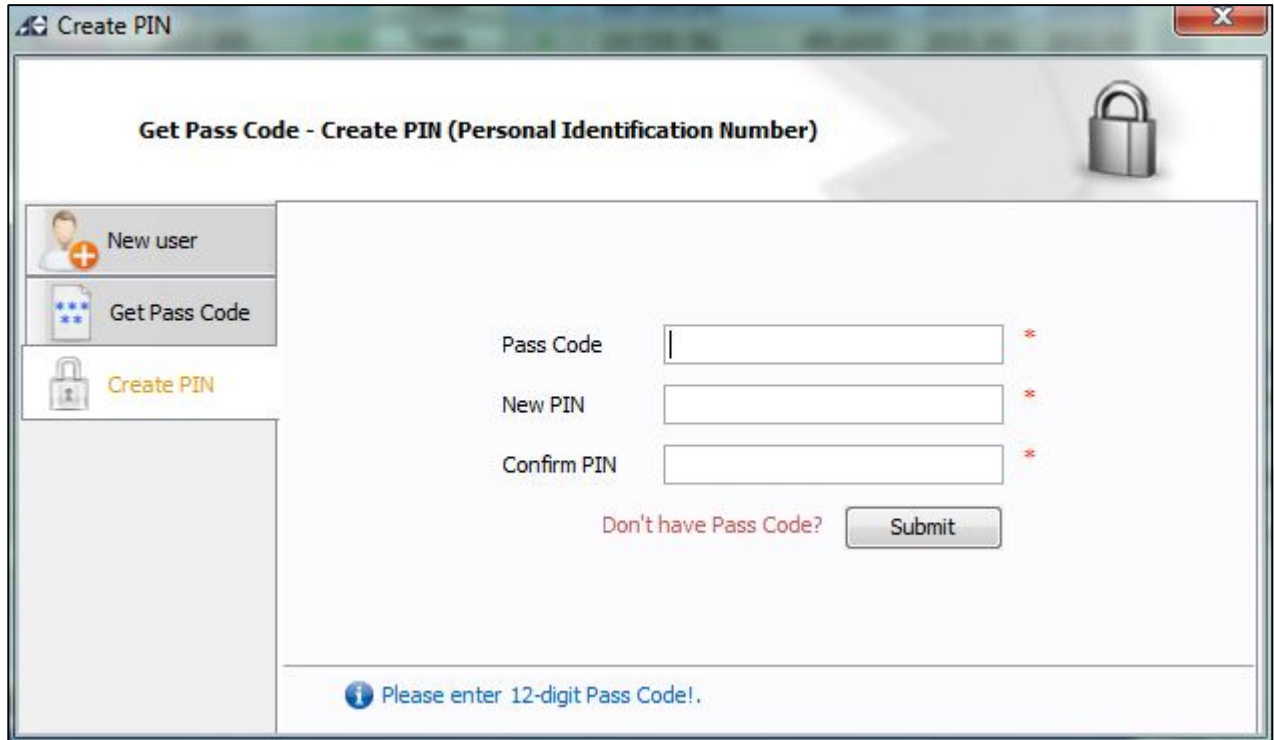 Create PIN
Get Pass Code - Create PIN (Personal Identification Number)
New user
Get Pass Code
Create PIN
Pass Code
*
New PIN
*
Confirm PIN
*
Don't have Pass Code?
Submit
Please enter 12-digit Pass Code!.